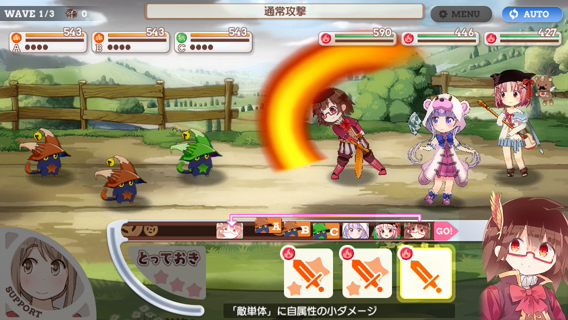 WAVE 1/3
0
通常攻撃
MENU
AUTO
543
543
543
A
B
C
590
446
427
A
B
C
GO!
とっておき
SUPPORT
「敵単体」に自属性の小ダメージ